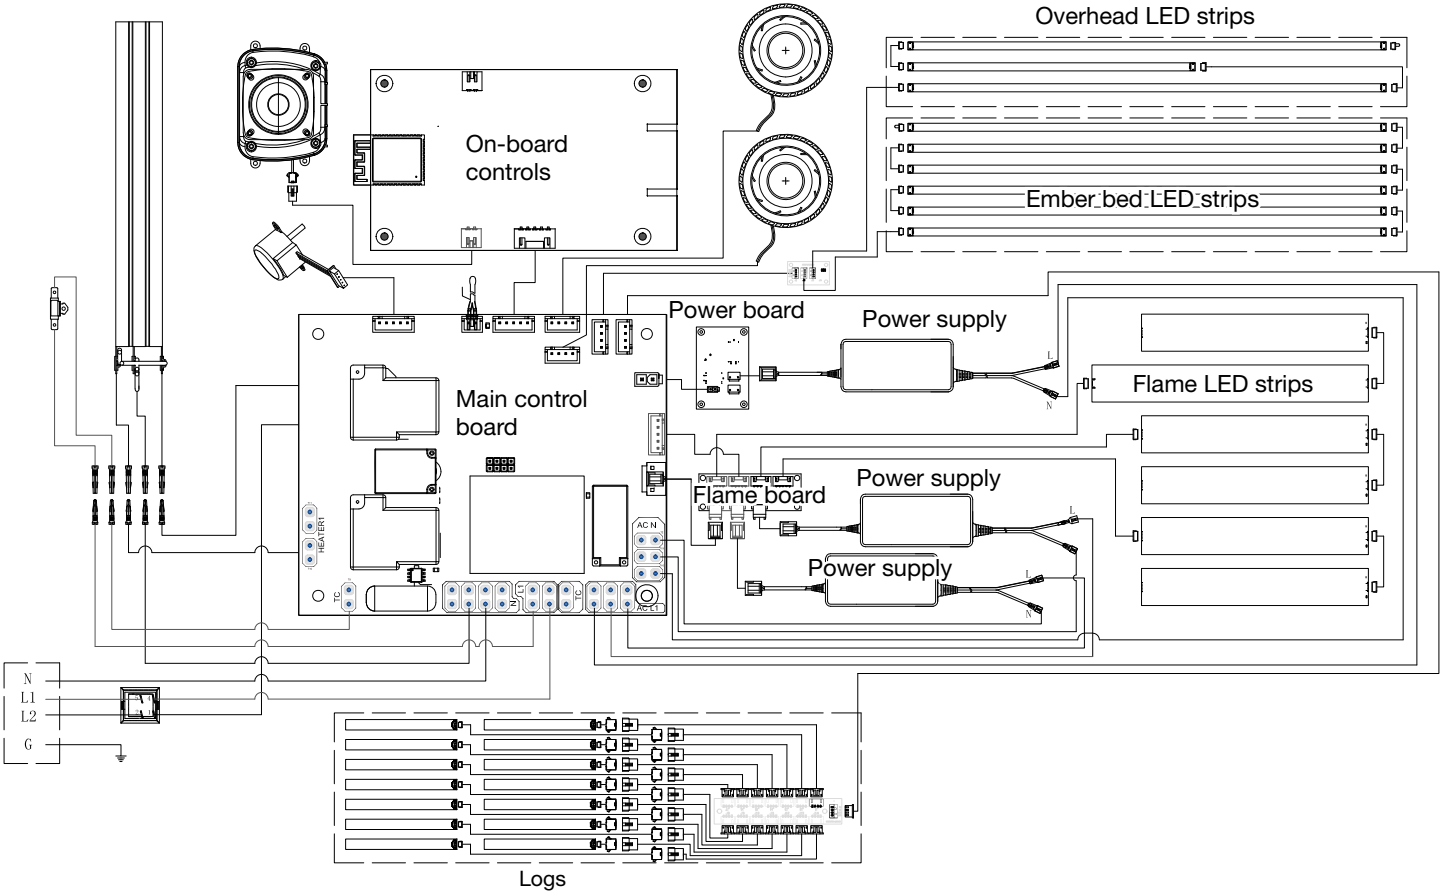 Overhead LED strips
On-board
controls
Ember bed LED strips
Power board
Power supply
L
N
Flame LED strips
Main control
board
Power supply
Flame board
L
Power supply
L
N
HEATER1
AC N
TC
N
L1
TC
AC L1
N
L1
L2
G
Logs